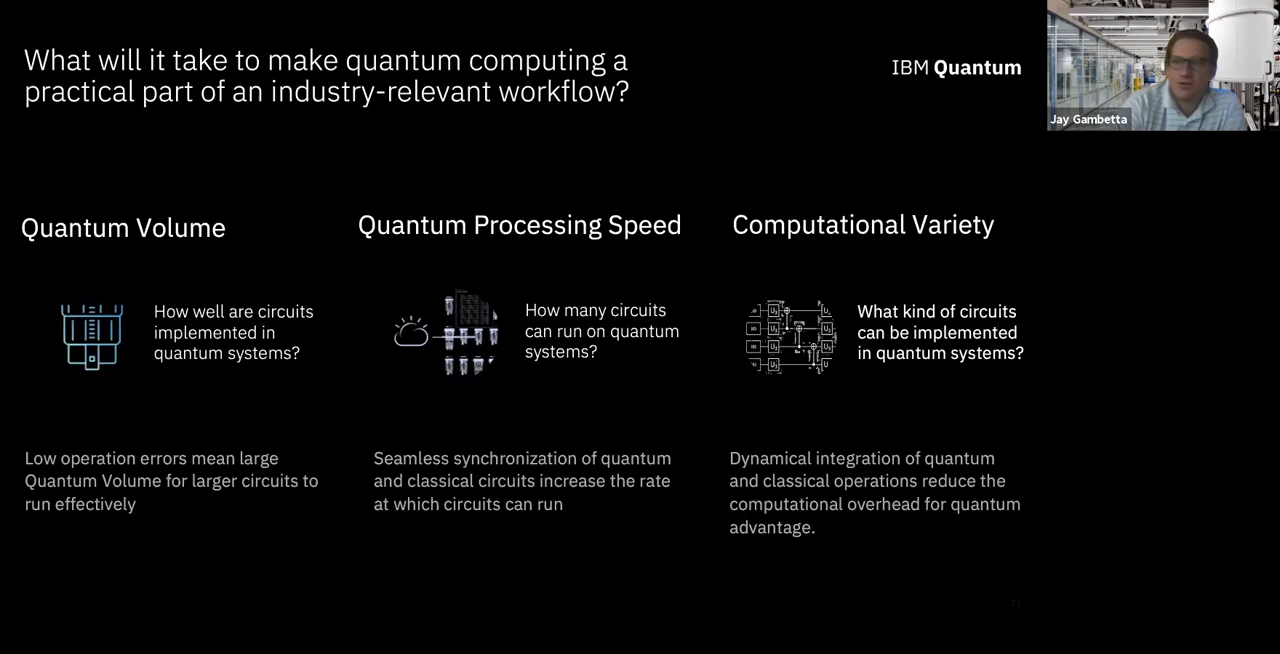 What will it take to make quantum computing a
practical part of an industry-relevant workflow?
IBM Quantum
Jay Gambetta
Quantum Volume
How well are circuits
implemented in
quantum systems?
Low operation errors mean large
Quantum Volume for larger circuits to
run effectively
Quantum Processing Speed
How many circuits
can run on quantum
systems?
Seamless synchronization of quantum
and classical circuits increase the rate
at which circuits can run
Computational Variety
What kind of circuits
can be implemented
in quantum systems?
Dynamical integration of quantum
and classical operations reduce the
computational overhead for quantum
advantage.